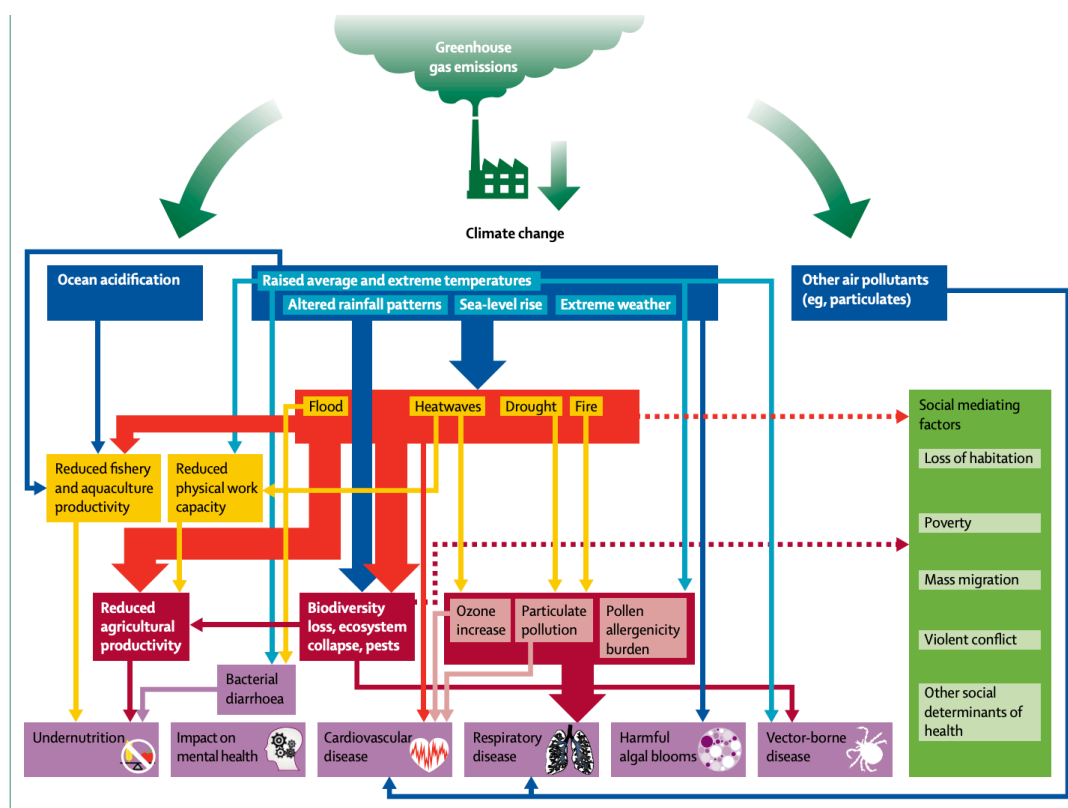 Greenhouse
gas emissions
Climate change
Ocean acidification
Raised average and extreme temperatures
Altered rainfall patterns
Sea-level rise
Extreme weather
Other air pollutants
(eg, particulates)
Flood
Heatwaves
Drought
Fire
Social mediating
factors
Loss of habitation
Poverty
Mass migration
Violent conflict
Other social
determinants of
health
Reduced fishery
and aquaculture
productivity
Reduced
physical work
capacity
Reduced
agricultural
productivity
Biodiversity
loss, ecosystem
collapse, pests
Ozone
increase
Particulate
pollution
Pollen
allergenicity
burden
Bacterial
diarrhoea
Undernutrition
Impact on
mental health
Cardiovascular
disease
Respiratory
disease
Harmful
algal blooms
Vector-borne
disease